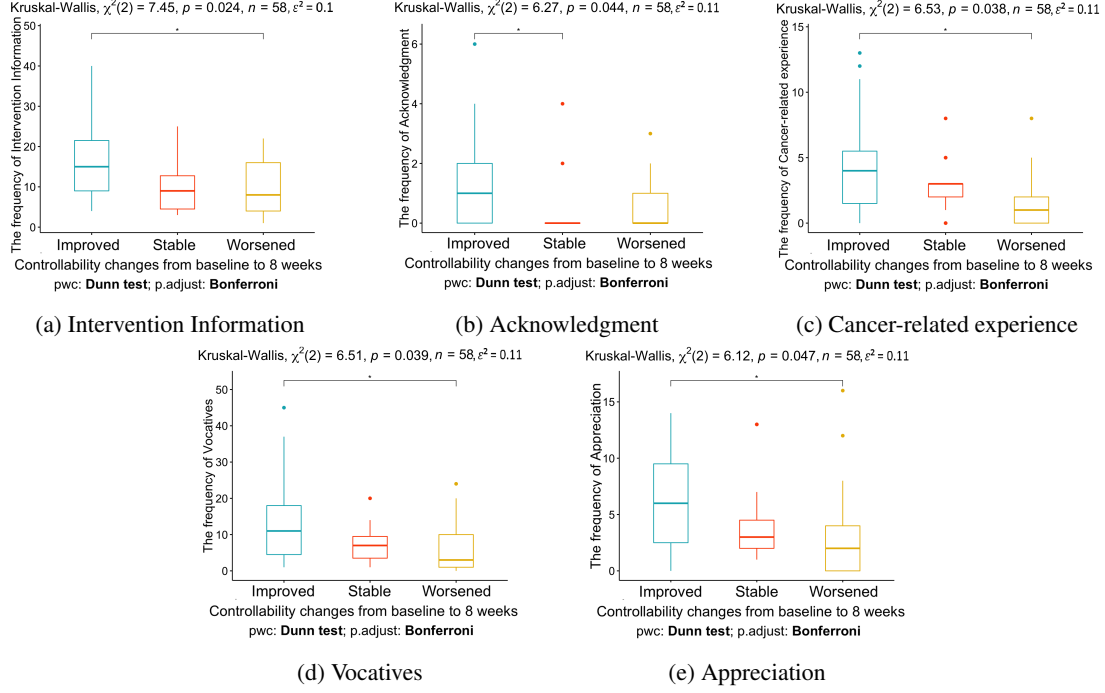 Kruskal-Wallis, χ²(2) = 7.45, p = 0.024, n = 58, ε² = 0.1
The frequency of Intervention Information
50
40
30
20
10
0
*
Improved Stable Worsened
Controllability changes from baseline to 8 weeks
pwc: Dunn test; p.adjust: Bonferroni
(a) Intervention Information
Kruskal-Wallis, χ²(2) = 6.27, p = 0.044, n = 58, ε² = 0.11
The frequency of Acknowledgment
6
4
2
0
*
Improved Stable Worsened
Controllability changes from baseline to 8 weeks
pwc: Dunn test; p.adjust: Bonferroni
(b) Acknowledgment
Kruskal-Wallis, χ²(2) = 6.53, p = 0.038, n = 58, ε² = 0.11
The frequency of Cancer-related experience
15
10
5
0
*
Improved Stable Worsened
Controllability changes from baseline to 8 weeks
pwc: Dunn test; p.adjust: Bonferroni
(c) Cancer-related experience
Kruskal-Wallis, χ²(2) = 6.51, p = 0.039, n = 58, ε² = 0.11
The frequency of Vocatives
50
40
30
20
10
0
*
Improved Stable Worsened
Controllability changes from baseline to 8 weeks
pwc: Dunn test; p.adjust: Bonferroni
(d) Vocatives
Kruskal-Wallis, χ²(2) = 6.12, p = 0.047, n = 58, ε² = 0.11
The frequency of Appreciation
15
10
5
0
*
Improved Stable Worsened
Controllability changes from baseline to 8 weeks
pwc: Dunn test; p.adjust: Bonferroni
(e) Appreciation